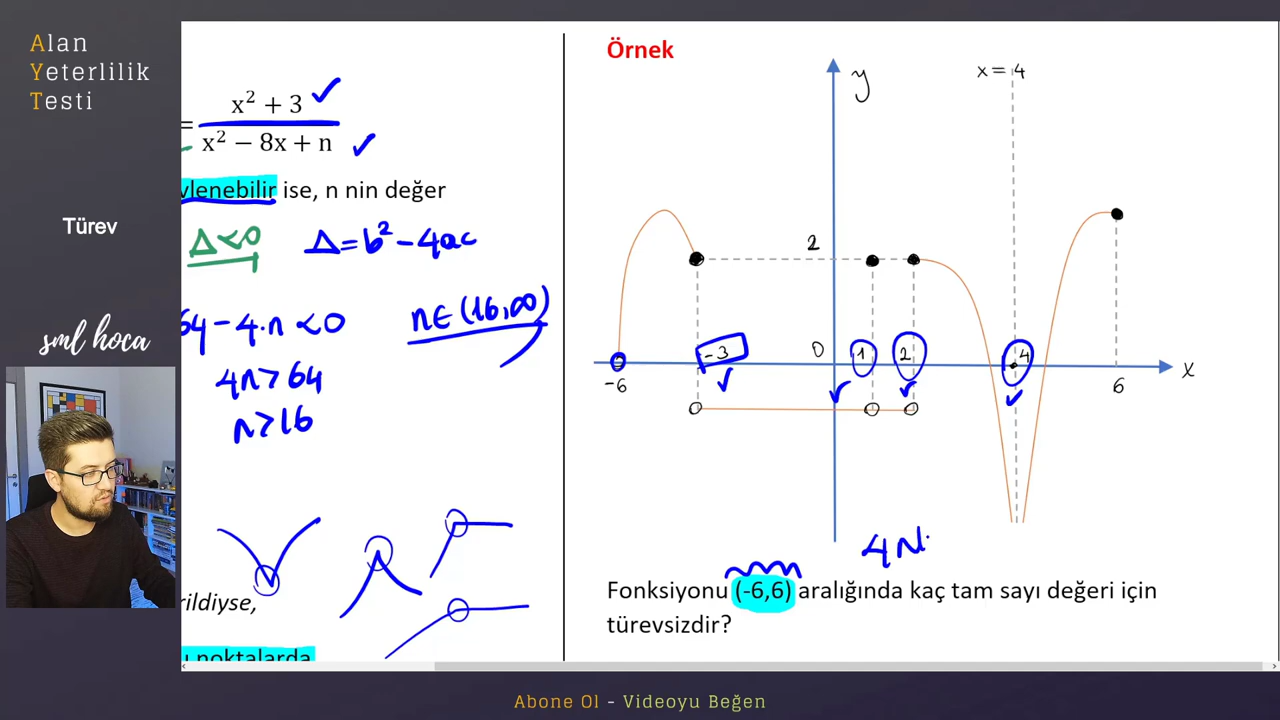 Alan
Yeterlilik
Testi
Türev
sml hoca
= x² + 3
x² − 8x + n
vlenebilir ise, n nin değer
Δ<0 Δ=b²−4ac
64−4·n<0
n∈(16,∞)
4n>64
n>16
rildiyse,
noktalarda
Örnek
y
x=4
2
-3
0
1
2
4
x
-6
6
4
Fonksiyonu (-6,6) aralığında kaç tam sayı değeri için
türevsizdir?
Abone Ol - Videoyu Beğen